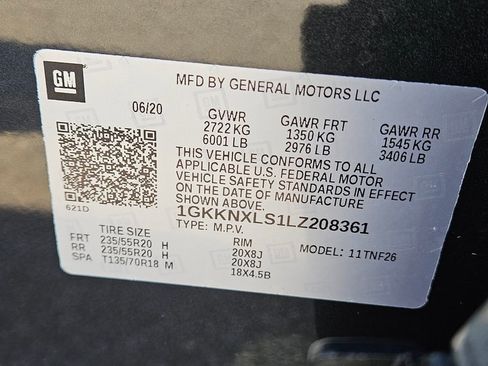 GM
MFD BY GENERAL MOTORS LLC
06/20
GVWR GAWR FRT GAWR RR
2722 KG 1350 KG 1545 KG
6001 LB 2976 LB 3406 LB
THIS VEHICLE CONFORMS TO ALL
APPLICABLE U.S. FEDERAL MOTOR
VEHICLE SAFETY STANDARDS IN EFFECT
ON THE DATE OF MANUFACTURE
SHOWN ABOVE.
1GKKNXLS1LZ208361
TYPE: M.P.V.
621D
TIRE SIZE RIM MODEL: 11TNF26
FRT 235/55R20 H 20X8J
RR 235/55R20 H 20X8J
SPA T135/70R18 M 18X4.5B